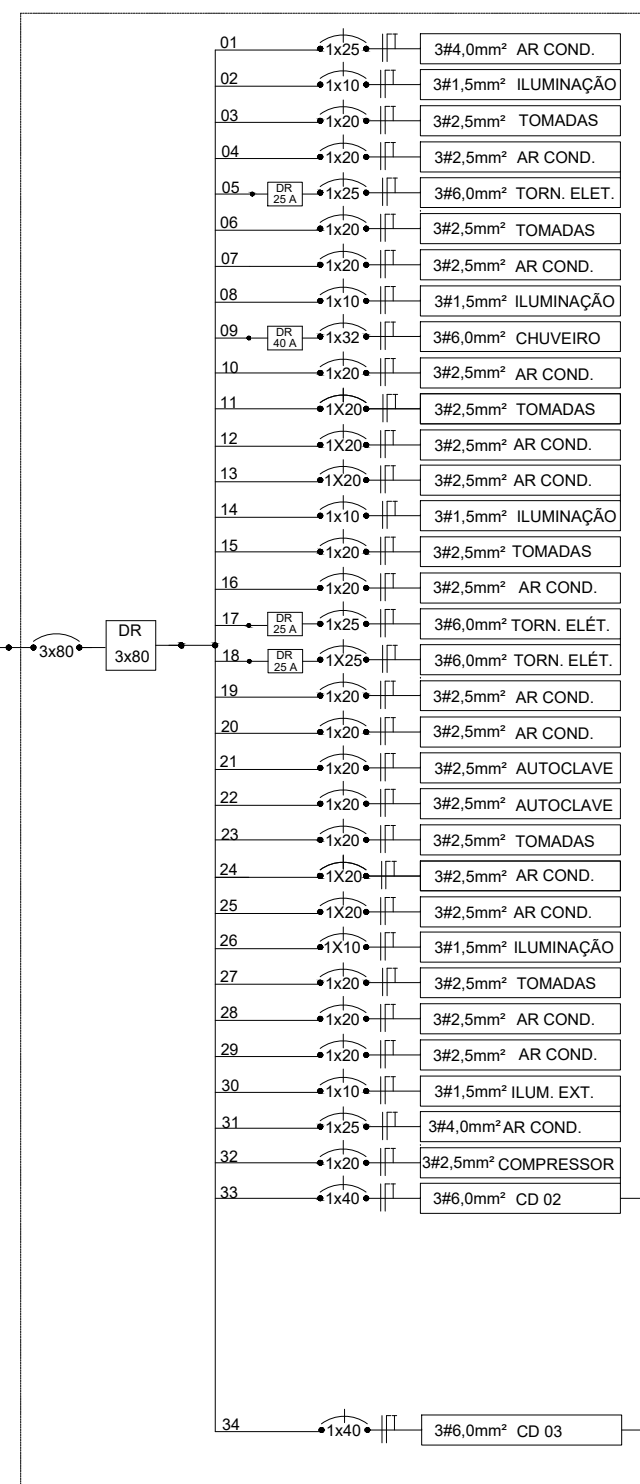 01 1x25 3#4,0mm² AR COND.
02 1x10 3#1,5mm² ILUMINAÇÃO
03 1x20 3#2,5mm² TOMADAS
04 1x20 3#2,5mm² AR COND.
05 DR 25 A 1x25 3#6,0mm² TORN. ELET.
06 1x20 3#2,5mm² TOMADAS
07 1x20 3#2,5mm² AR COND.
08 1x10 3#1,5mm² ILUMINAÇÃO
09 DR 40 A 1x32 3#6,0mm² CHUVEIRO
10 1x20 3#2,5mm² AR COND.
11 1X20 3#2,5mm² TOMADAS
12 1X20 3#2,5mm² AR COND.
13 1X20 3#2,5mm² AR COND.
14 1x10 3#1,5mm² ILUMINAÇÃO
15 1x20 3#2,5mm² TOMADAS
16 1x20 3#2,5mm² AR COND.
17 DR 25 A 1x25 3#6,0mm² TORN. ELÉT.
3x80 DR 3x80
18 DR 25 A 1X25 3#6,0mm² TORN. ELÉT.
19 1x20 3#2,5mm² AR COND.
20 1x20 3#2,5mm² AR COND.
21 1x20 3#2,5mm² AUTOCLAVE
22 1x20 3#2,5mm² AUTOCLAVE
23 1x20 3#2,5mm² TOMADAS
24 1X20 3#2,5mm² AR COND.
25 1X20 3#2,5mm² AR COND.
26 1X10 3#1,5mm² ILUMINAÇÃO
27 1x20 3#2,5mm² TOMADAS
28 1x20 3#2,5mm² AR COND.
29 1x20 3#2,5mm² AR COND.
30 1x10 3#1,5mm² ILUM. EXT.
31 1x25 3#4,0mm² AR COND.
32 1x20 3#2,5mm² COMPRESSOR
33 1x40 3#6,0mm² CD 02
34 1x40 3#6,0mm² CD 03